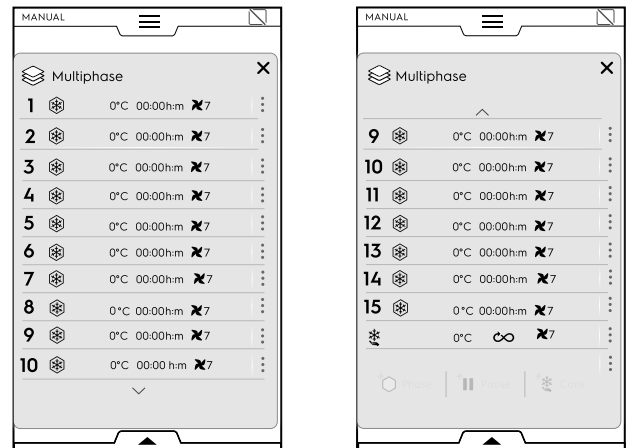 MANUAL
Multiphase
1 0°C 00:00h:m 7
2 0°C 00:00h:m 7
3 0°C 00:00h:m 7
4 0°C 00:00h:m 7
5 0°C 00:00h:m 7
6 0°C 00:00h:m 7
7 0°C 00:00h:m 7
8 0°C 00:00h:m 7
9 0°C 00:00h:m 7
10 0°C 00:00 h:m 7
MANUAL
Multiphase
9 0°C 00:00h:m 7
10 0°C 00:00h:m 7
11 0°C 00:00h:m 7
12 0°C 00:00h:m 7
13 0°C 00:00h:m 7
14 0°C 00:00h:m 7
15 0°C 00:00h:m 7
0°C 7
Phase Pause